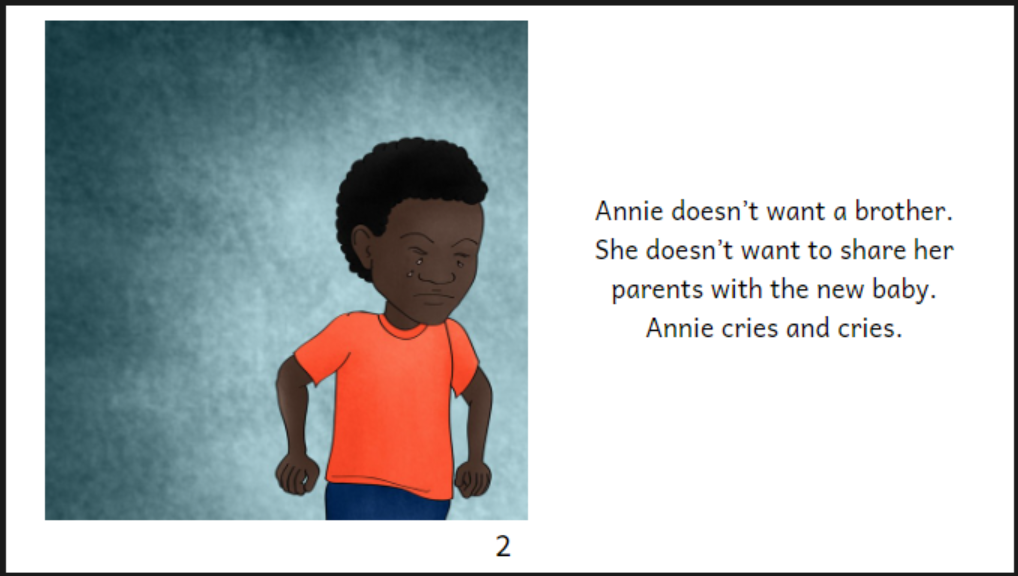 Annie doesn’t want a brother.
She doesn’t want to share her
parents with the new baby.
Annie cries and cries.
2